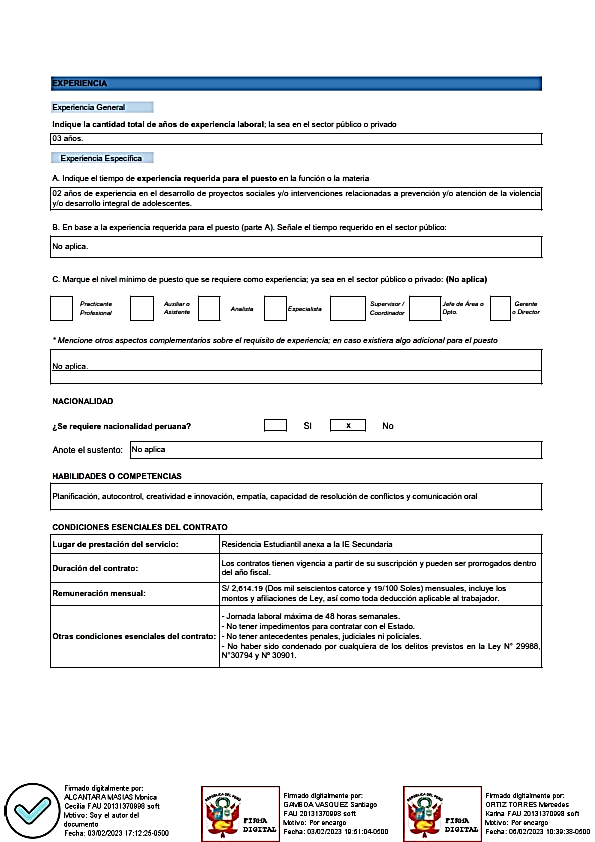 EXPERIENCIA
Experiencia General
Indique la cantidad total de años de experiencia laboral; la sea en el sector público o privado
03 años.
Experiencia Específica
A. Indique el tiempo de experiencia requerida para el puesto en la función o la materia
02 años de experiencia en el desarrollo de proyectos sociales y/o intervenciones relacionadas a prevención y/o atención de la violencia
y/o desarrollo integral de adolescentes.
B. En base a la experiencia requerida para el puesto (parte A). Señale el tiempo requerido en el sector público:
No aplica.
C. Marque el nivel mínimo de puesto que se requiere como experiencia; ya sea en el sector público o privado: (No aplica)
Practicante Profesional
Auxiliar o Asistente
Analista
Especialista
Supervisor / Coordinador
Jefe de Área o Dpto.
Gerente o Director
* Mencione otros aspectos complementarios sobre el requisito de experiencia; en caso existiera algo adicional para el puesto
No aplica.
NACIONALIDAD
¿Se requiere nacionalidad peruana? SI x No
Anote el sustento: No aplica
HABILIDADES O COMPETENCIAS
Planificación, autocontrol, creatividad e innovación, empatía, capacidad de resolución de conflictos y comunicación oral
CONDICIONES ESENCIALES DEL CONTRATO
Lugar de prestación del servicio: Residencia Estudiantil anexa a la IE Secundaria
Duración del contrato: Los contratos tienen vigencia a partir de su suscripción y pueden ser prorrogados dentro
del año fiscal.
Remuneración mensual: S/ 2,614.19 (Dos mil seiscientos catorce y 19/100 Soles) mensuales, incluye los
montos y afiliaciones de Ley, así como toda deducción aplicable al trabajador.
Otras condiciones esenciales del contrato:
- Jornada laboral máxima de 48 horas semanales.
- No tener impedimentos para contratar con el Estado.
- No tener antecedentes penales, judiciales ni policiales.
- No haber sido condenado por cualquiera de los delitos previstos en la Ley N° 29988,
N°30794 y Nº 30901.
Firmado digitalmente por:
ALCANTARA MASIAS Monica
Cecilia FAU 20131370998 soft
Motivo: Soy el autor del
documento
Fecha: 03/02/2023 17:12:25-0500
REPÚBLICA DEL PERÚ
FIRMA
DIGITAL
Firmado digitalmente por:
GAMBOA VASQUEZ Santiago
FAU 20131370998 soft
Motivo: Por encargo
Fecha: 03/02/2023 19:51:04-0500
REPÚBLICA DEL PERÚ
FIRMA
DIGITAL
Firmado digitalmente por:
ORTIZ TORRES Mercedes
Karina FAU 20131370998 soft
Motivo: Por encargo
Fecha: 06/02/2023 10:39:38-0500